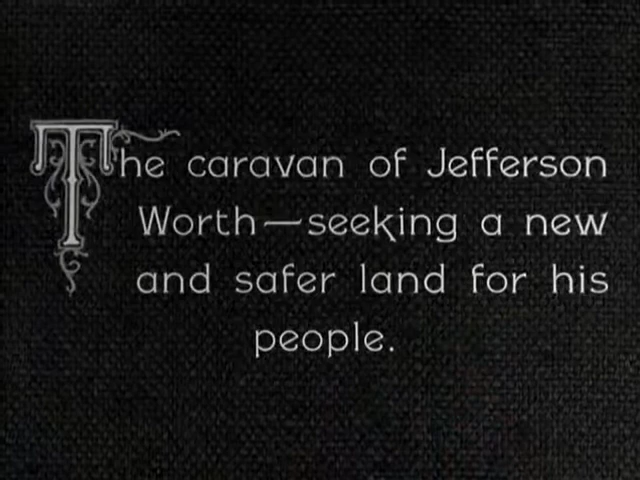 The caravan of Jefferson
Worth—seeking a new
and safer land for his
people.